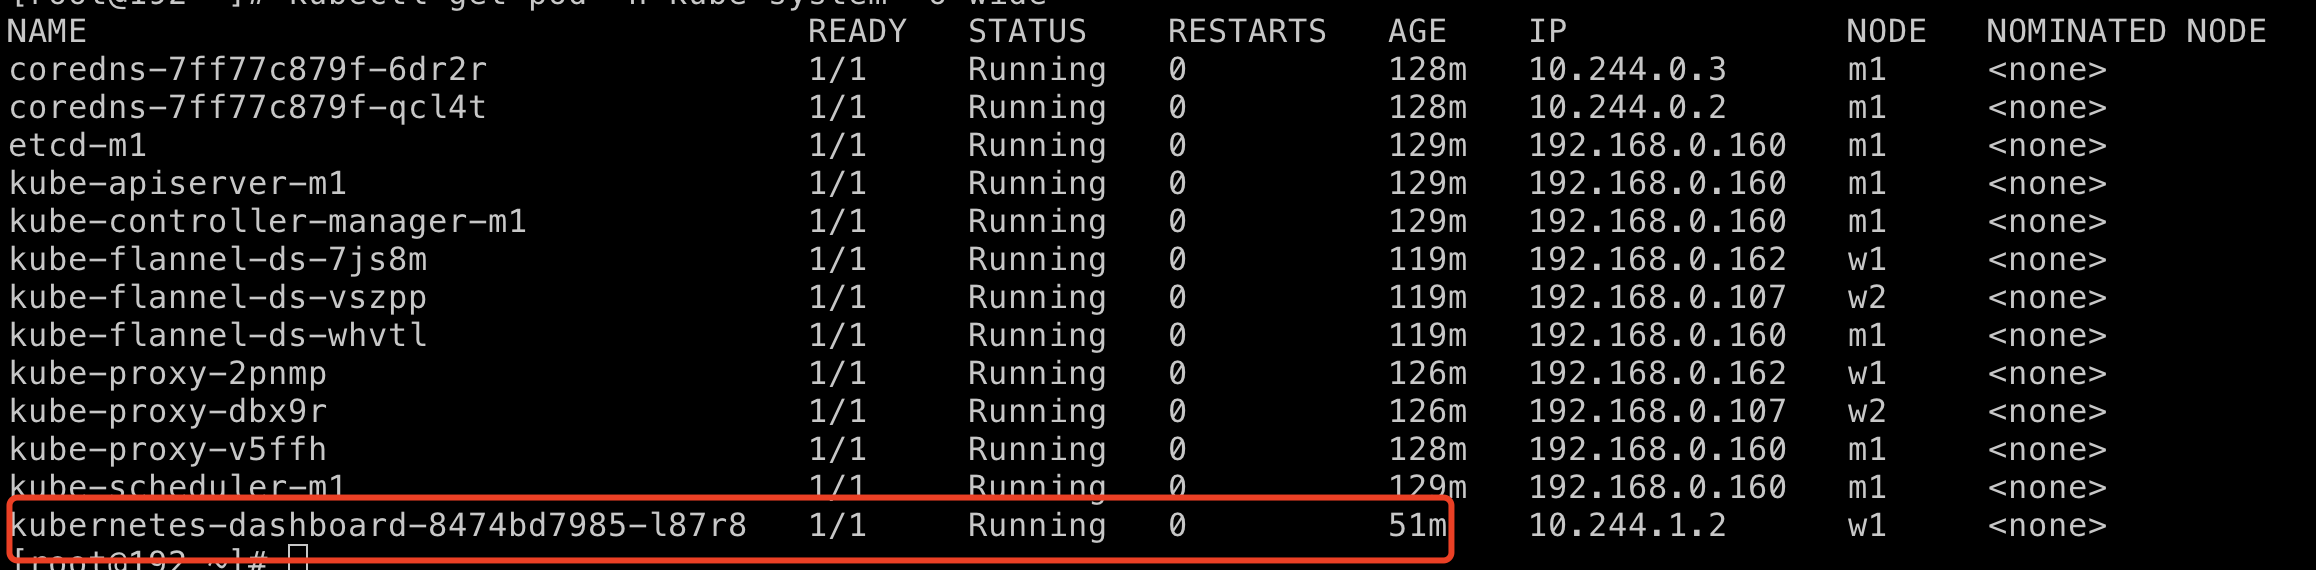 [root@192 ~]# kubectl get pod -n kube-system -o wide
NAME READY STATUS RESTARTS AGE IP NODE NOMINATED NODE
coredns-7ff77c879f-6dr2r 1/1 Running 0 128m 10.244.0.3 m1 <none>
coredns-7ff77c879f-qcl4t 1/1 Running 0 128m 10.244.0.2 m1 <none>
etcd-m1 1/1 Running 0 129m 192.168.0.160 m1 <none>
kube-apiserver-m1 1/1 Running 0 129m 192.168.0.160 m1 <none>
kube-controller-manager-m1 1/1 Running 0 129m 192.168.0.160 m1 <none>
kube-flannel-ds-7js8m 1/1 Running 0 119m 192.168.0.162 w1 <none>
kube-flannel-ds-vszpp 1/1 Running 0 119m 192.168.0.107 w2 <none>
kube-flannel-ds-whvtl 1/1 Running 0 119m 192.168.0.160 m1 <none>
kube-proxy-2pnmp 1/1 Running 0 126m 192.168.0.162 w1 <none>
kube-proxy-dbx9r 1/1 Running 0 126m 192.168.0.107 w2 <none>
kube-proxy-v5ffh 1/1 Running 0 128m 192.168.0.160 m1 <none>
kube-scheduler-m1 1/1 Running 0 129m 192.168.0.160 m1 <none>
kubernetes-dashboard-8474bd7985-l87r8 1/1 Running 0 51m 10.244.1.2 w1 <none>
[root@192 ~]#